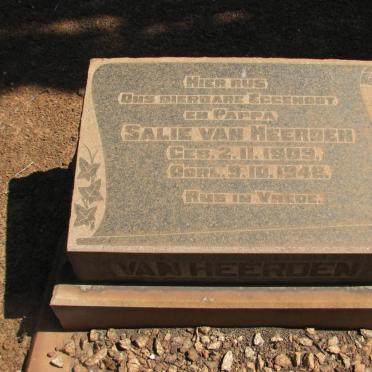 HIER RUS
ONS DIERBARE EGGENOOT
EN PAPPA
SALIE VAN HEERDEN
GEB. 2.11.1909.
OORL. 9.10.1948.
RUS IN VREDE.
VAN HEERDEN